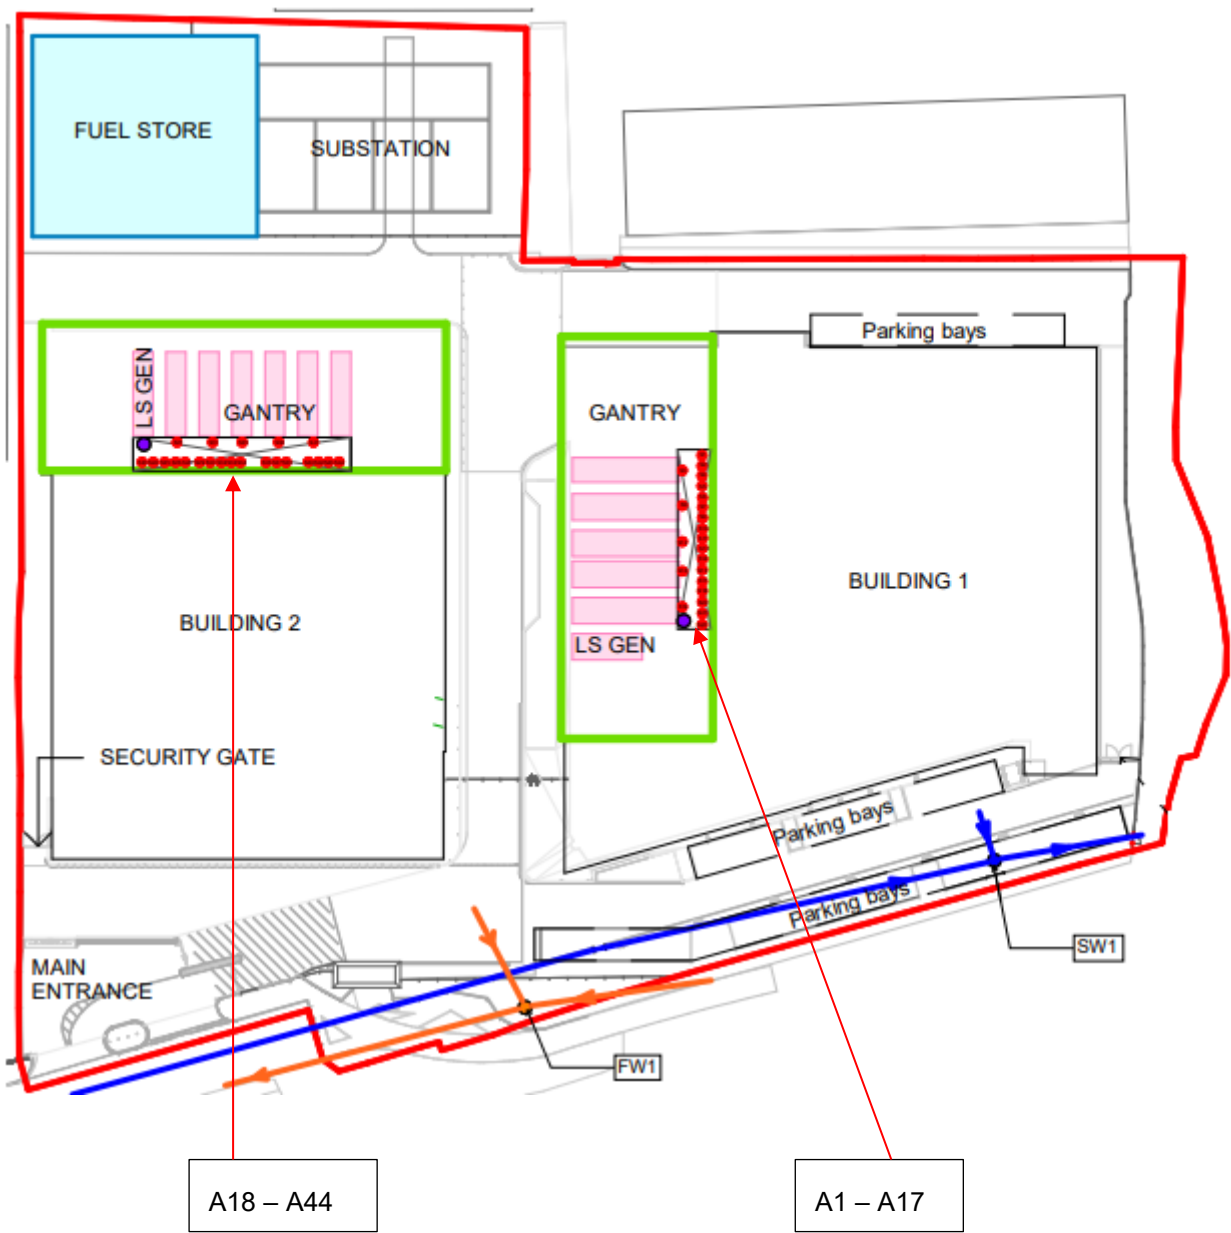 FUEL STORE
SUBSTATION
Parking bays
LS GEN
GANTRY
GANTRY
BUILDING 1
BUILDING 2
LS GEN
SECURITY GATE
Parking bays
Parking bays
SW1
MAIN
ENTRANCE
FW1
A18 – A44
A1 – A17